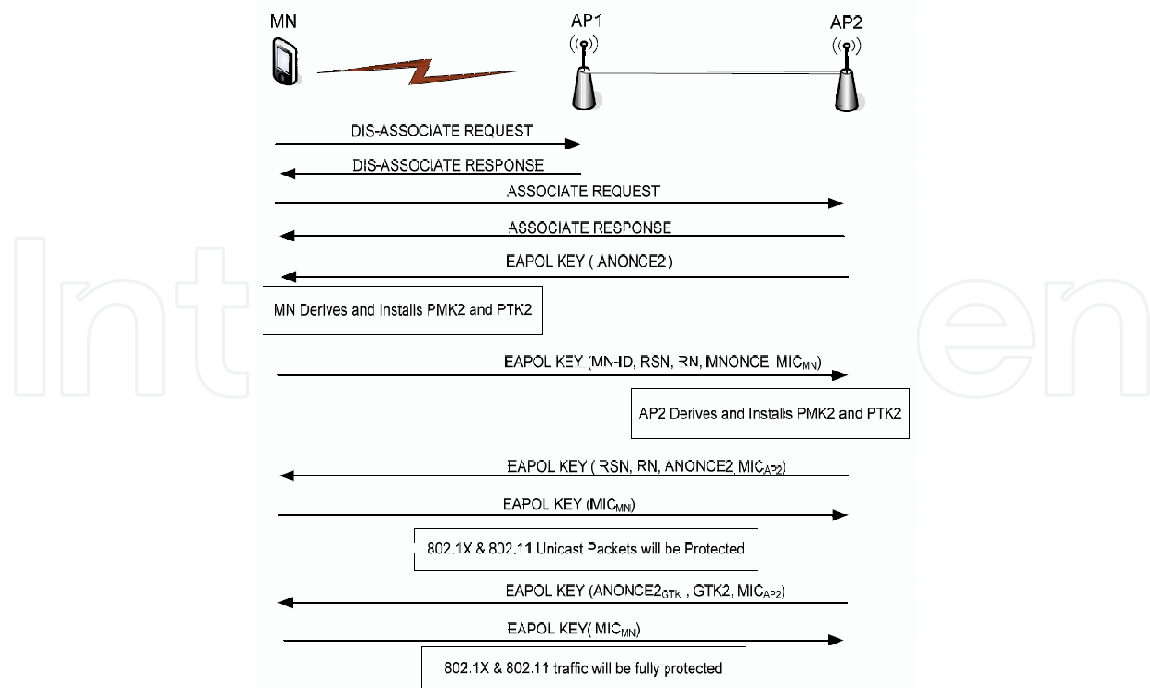 MN
AP1
AP2
DIS-ASSOCIATE REQUEST
DIS-ASSOCIATE RESPONSE
ASSOCIATE REQUEST
ASSOCIATE RESPONSE
EAPOL KEY ( ANONCE2 )
MN Derives and Installs PMK2 and PTK2
EAPOL KEY (MN-ID, RSN, RN, MNONCE MICMN)
AP2 Derives and Installs PMK2 and PTK2
EAPOL KEY ( RSN, RN, ANONCE2, MICAP2)
EAPOL KEY (MICMN)
802.1X & 802.11 Unicast Packets will be Protected
EAPOL KEY (ANONCE2GTK , GTK2, MICAP2)
EAPOL KEY( MICMN)
802.1X & 802.11 traffic will be fully protected